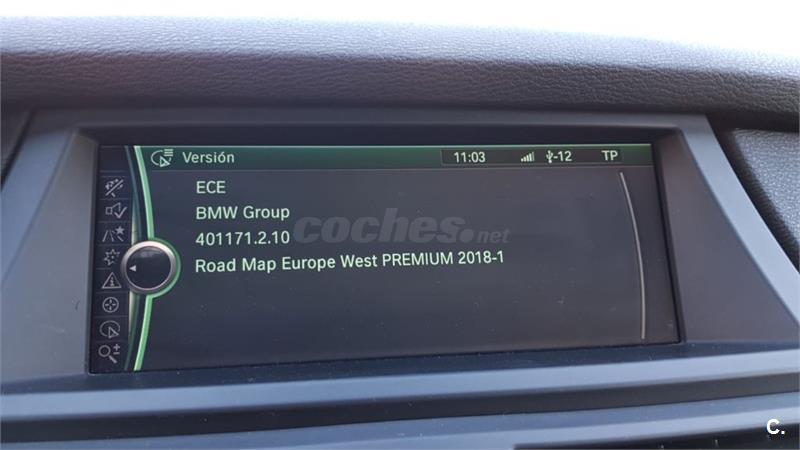 Versión 11:03 -12 TP
ECE
BMW Group
401171.2.10
Road Map Europe West PREMIUM 2018-1
coches.net
C.